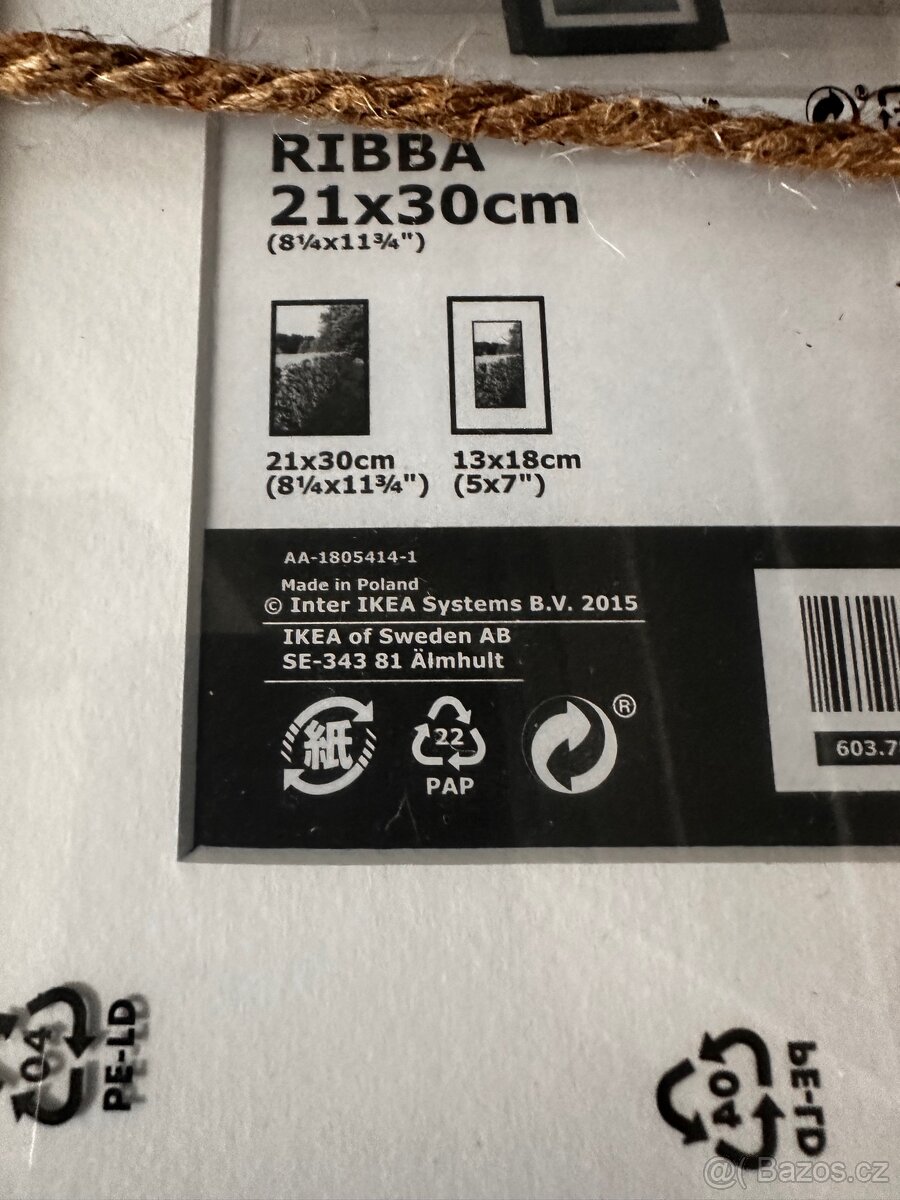 RIBBA
21x30cm
(8¼x11¾")
21x30cm
(8¼x11¾")
13x18cm
(5x7")
AA-1805414-1
Made in Poland
© Inter IKEA Systems B.V. 2015
IKEA of Sweden AB
SE-343 81 Älmhult
紙
22
PAP
®
603.7
04
PE-LD
04
PE-LD
@( Bazos.cz